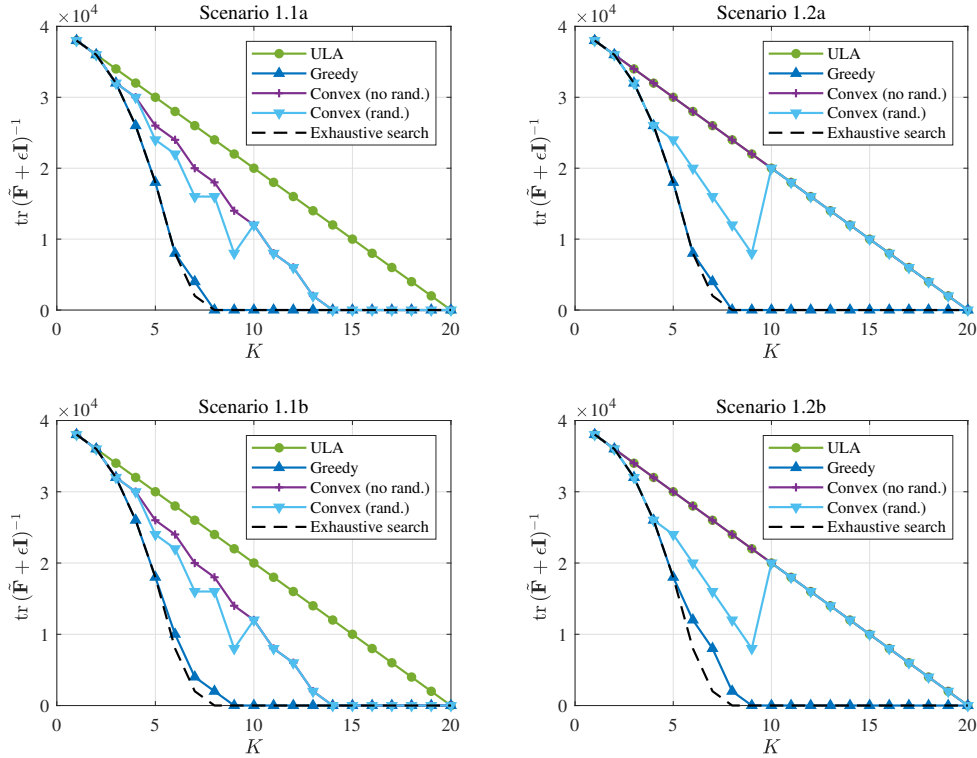 Scenario 1.1a
× 10^4
4
3
2
1
0
tr (F̃ + εI)^−1
0 5 10 15 20
K
ULA
Greedy
Convex (no rand.)
Convex (rand.)
Exhaustive search
Scenario 1.2a
× 10^4
4
3
2
1
0
tr (F̃ + εI)^−1
0 5 10 15 20
K
ULA
Greedy
Convex (no rand.)
Convex (rand.)
Exhaustive search
Scenario 1.1b
× 10^4
4
3
2
1
0
tr (F̃ + εI)^−1
0 5 10 15 20
K
ULA
Greedy
Convex (no rand.)
Convex (rand.)
Exhaustive search
Scenario 1.2b
× 10^4
4
3
2
1
0
tr (F̃ + εI)^−1
0 5 10 15 20
K
ULA
Greedy
Convex (no rand.)
Convex (rand.)
Exhaustive search